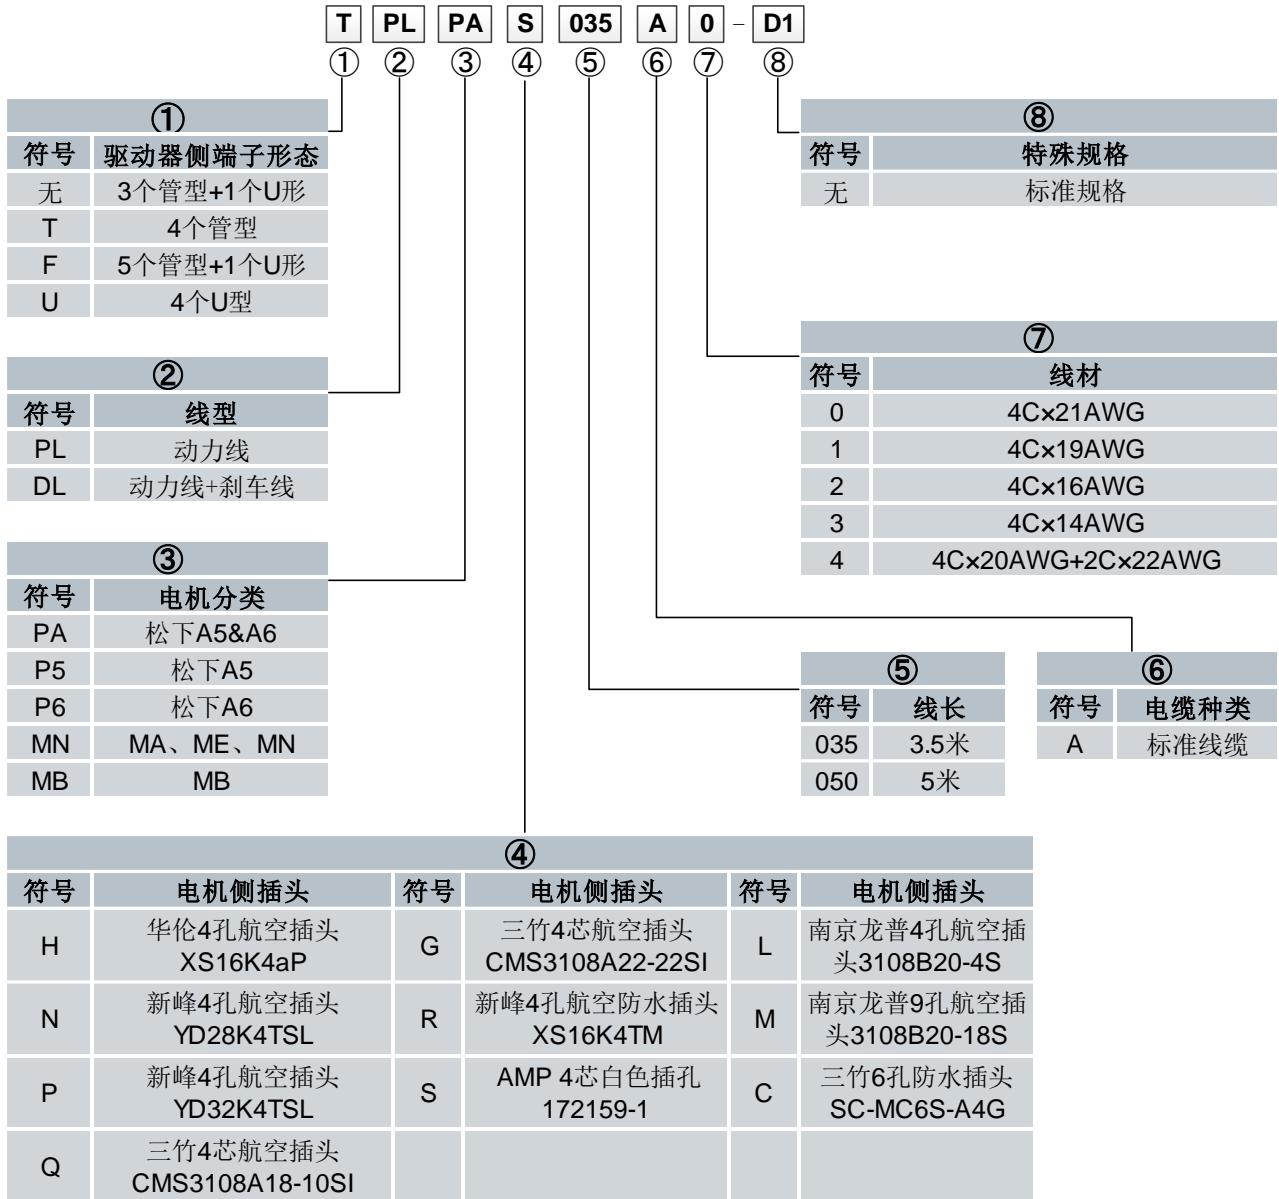 T PL PA S 035 A 0 - D1
① ② ③ ④ ⑤ ⑥ ⑦ ⑧
①
符号 驱动器侧端子形态
无 3个管型+1个U形
T 4个管型
F 5个管型+1个U形
U 4个U型
②
符号 线型
PL 动力线
DL 动力线+刹车线
③
符号 电机分类
PA 松下A5&A6
P5 松下A5
P6 松下A6
MN MA、ME、MN
MB MB
⑧
符号 特殊规格
无 标准规格
⑦
符号 线材
0 4C×21AWG
1 4C×19AWG
2 4C×16AWG
3 4C×14AWG
4 4C×20AWG+2C×22AWG
⑤
符号 线长
035 3.5米
050 5米
⑥
符号 电缆种类
A 标准线缆
④
符号 电机侧插头 符号 电机侧插头 符号 电机侧插头
H 华伦4孔航空插头
XS16K4aP
G 三竹4芯航空插头
CMS3108A22-22SI
L 南京龙普4孔航空插
头3108B20-4S
N 新峰4孔航空插头
YD28K4TSL
R 新峰4孔航空防水插头
XS16K4TM
M 南京龙普9孔航空插
头3108B20-18S
P 新峰4孔航空插头
YD32K4TSL
S AMP 4芯白色插孔
172159-1
C 三竹6孔防水插头
SC-MC6S-A4G
Q 三竹4芯航空插头
CMS3108A18-10SI